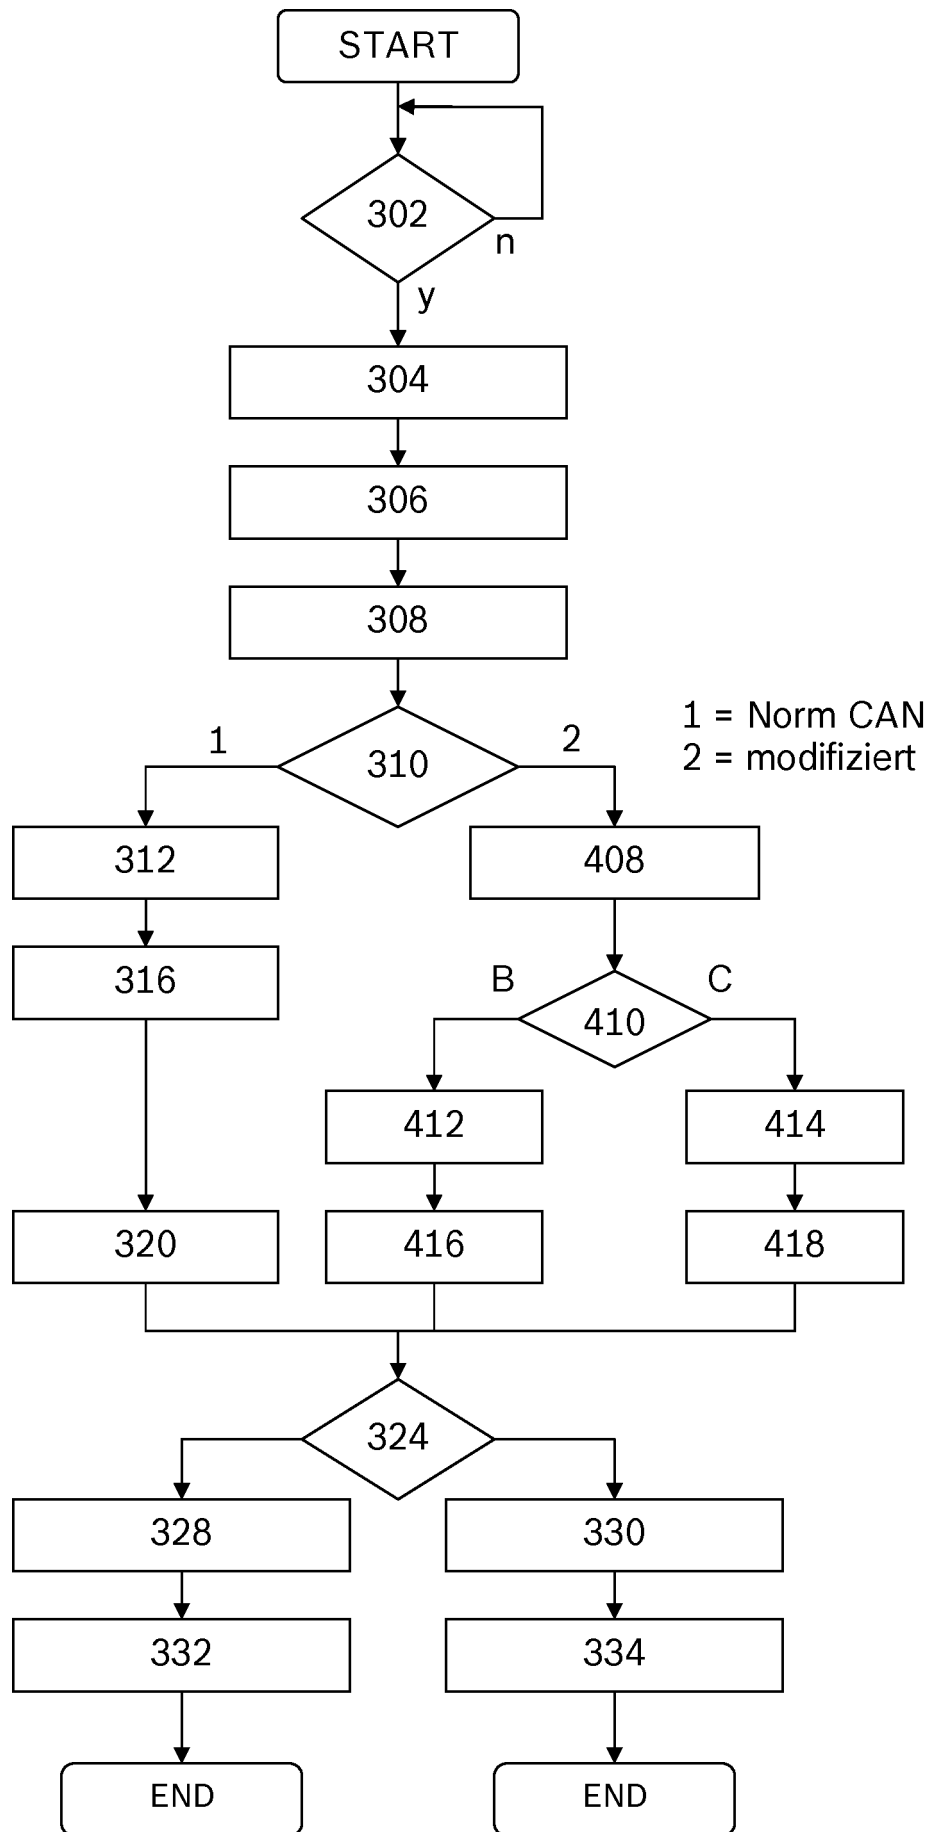 START
302
n
y
304
306
308
1 = Norm CAN
2 = modifiziert
1
310
2
312
408
316
B
C
410
412
414
320
416
418
324
328
330
332
334
END
END